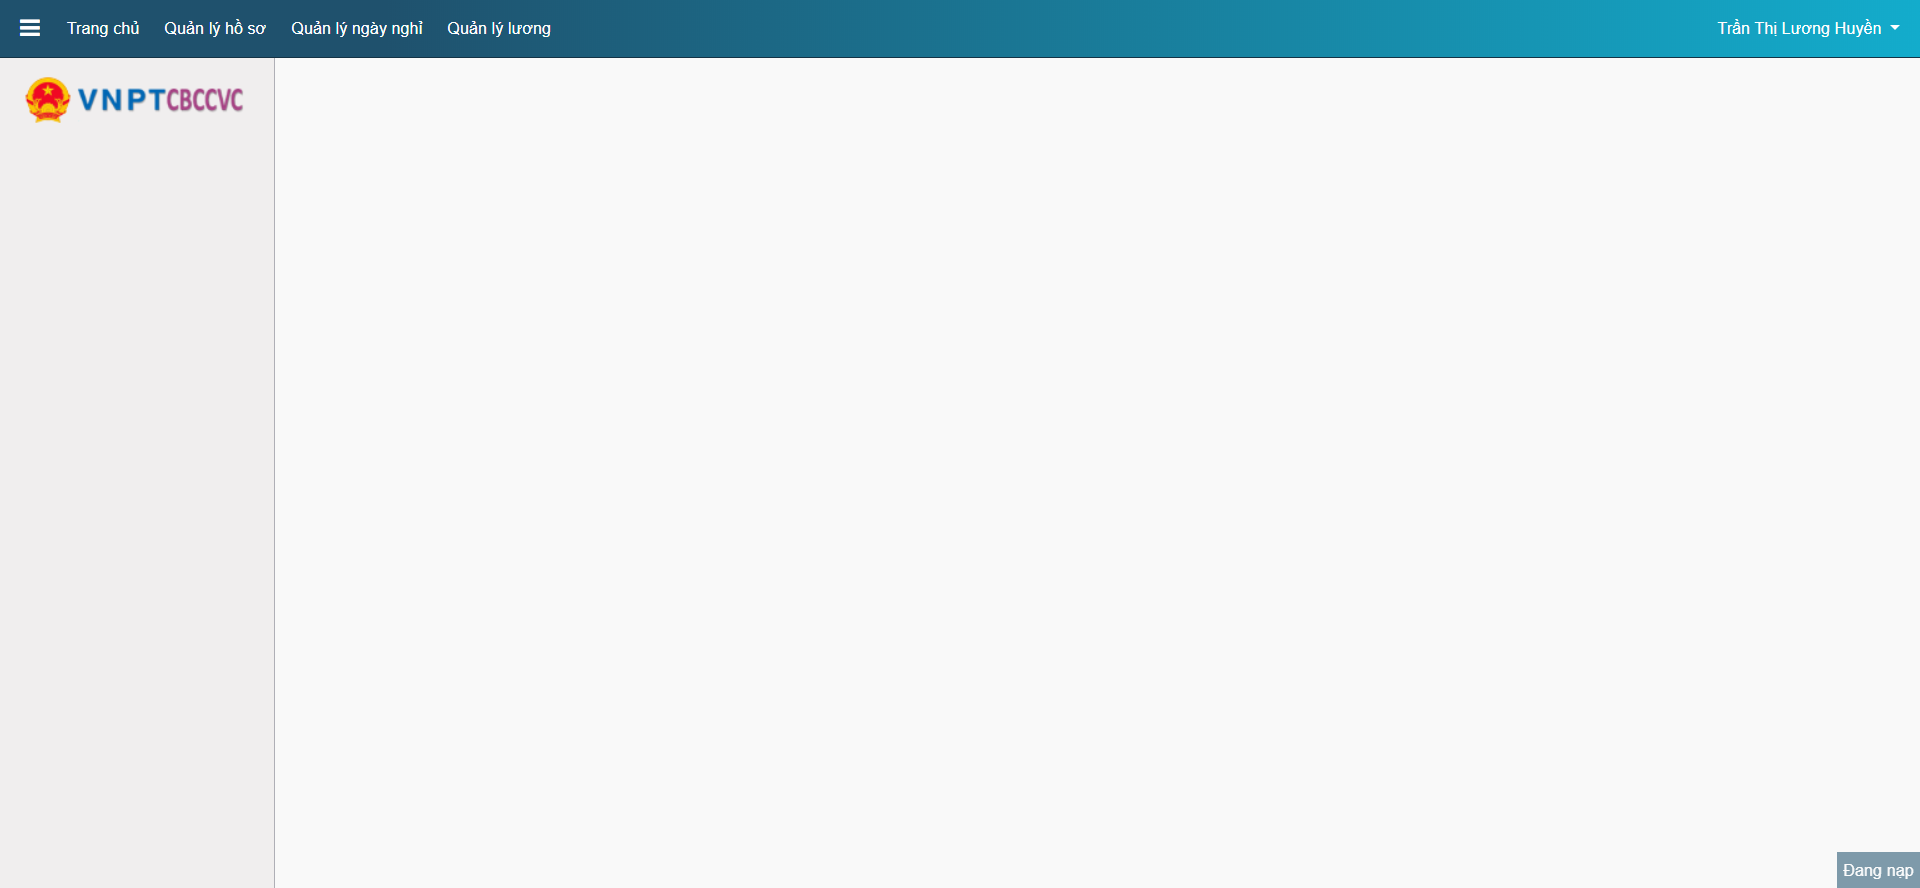 Trang chủ Quản lý hồ sơ Quản lý ngày nghỉ Quản lý lương Trần Thị Lương Huyền
VNPTCBCCVC
Đang nạp